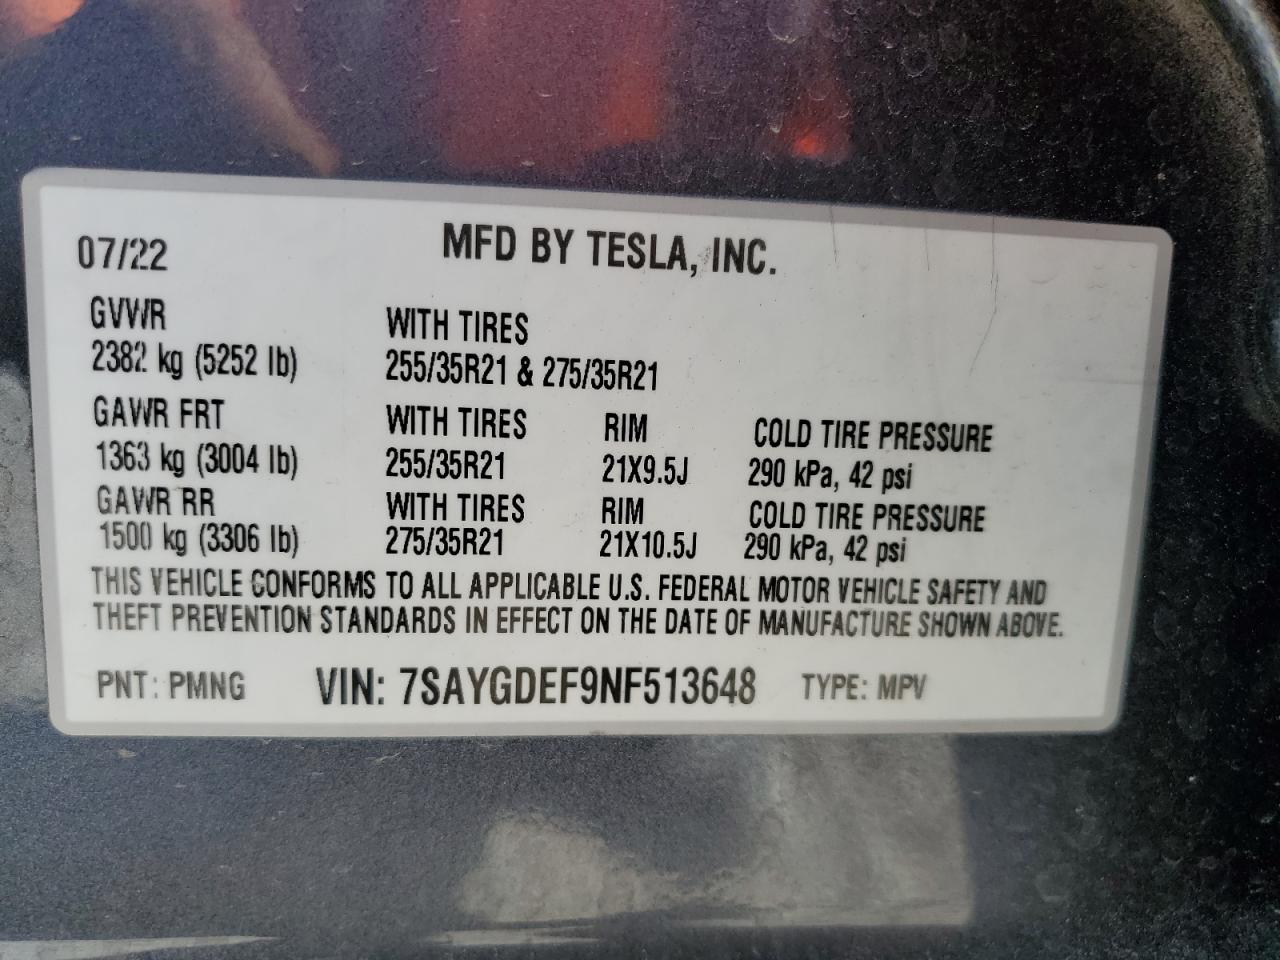 07/22 MFD BY TESLA, INC.
GVWR WITH TIRES
2382 kg (5252 lb) 255/35R21 & 275/35R21
GAWR FRT WITH TIRES RIM COLD TIRE PRESSURE
1363 kg (3004 lb) 255/35R21 21X9.5J 290 kPa, 42 psi
GAWR RR WITH TIRES RIM COLD TIRE PRESSURE
1500 kg (3306 lb) 275/35R21 21X10.5J 290 kPa, 42 psi
THIS VEHICLE CONFORMS TO ALL APPLICABLE U.S. FEDERAL MOTOR VEHICLE SAFETY AND
THEFT PREVENTION STANDARDS IN EFFECT ON THE DATE OF MANUFACTURE SHOWN ABOVE.
PNT: PMNG VIN: 7SAYGDEF9NF513648 TYPE: MPV